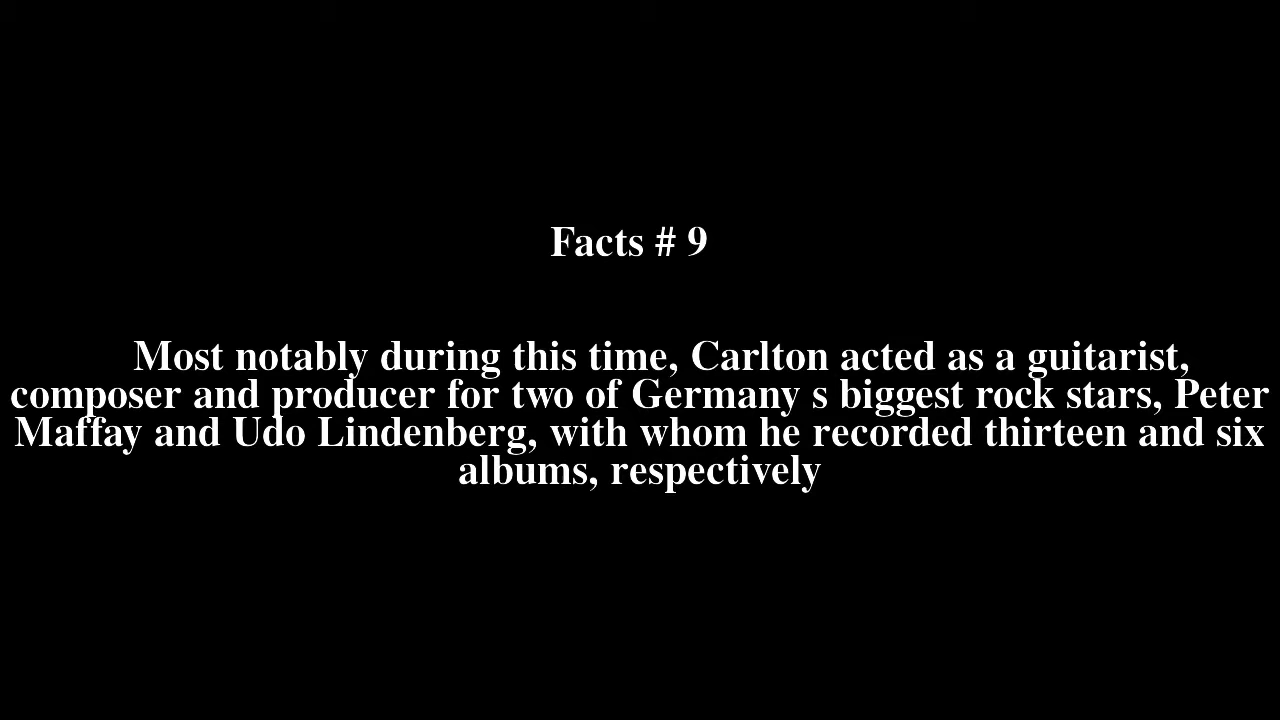 Facts # 9
Most notably during this time, Carlton acted as a guitarist,
composer and producer for two of Germany s biggest rock stars, Peter
Maffay and Udo Lindenberg, with whom he recorded thirteen and six
albums, respectively